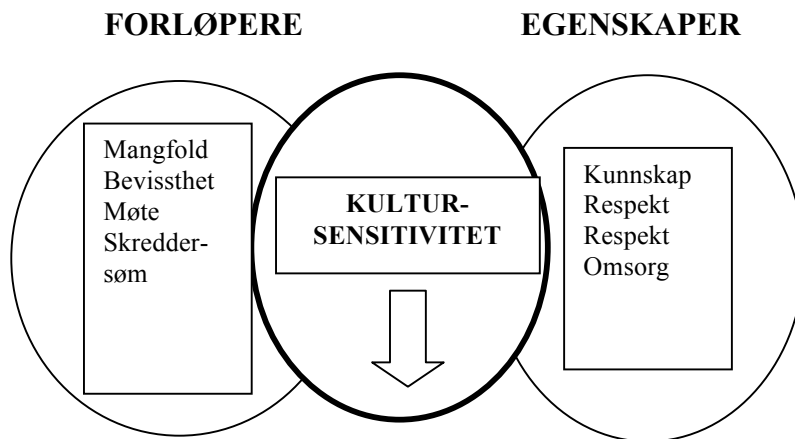 FORLØPERE
EGENSKAPER
Mangfold
Bevissthet
Møte
Skredder-
søm
KULTUR-
SENSITIVITET
Kunnskap
Respekt
Respekt
Omsorg